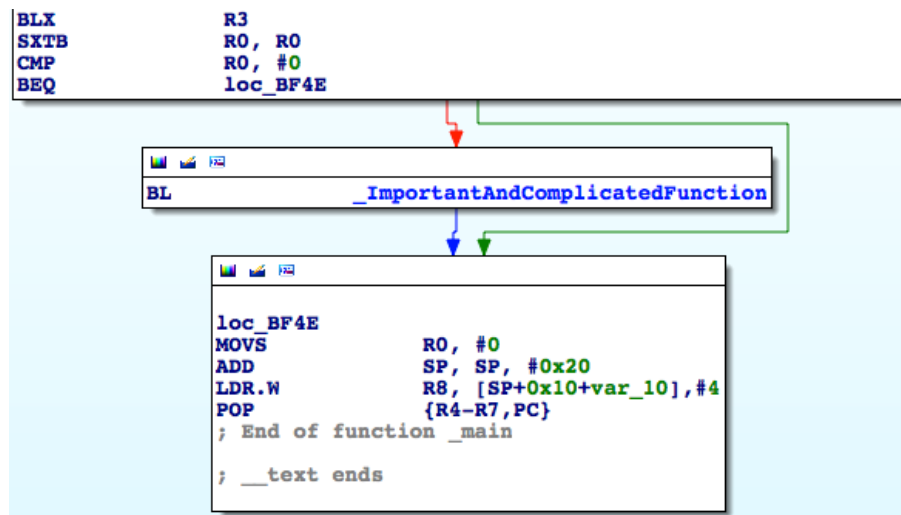 BLX R3
SXTB R0, R0
CMP R0, #0
BEQ loc_BF4E
BL _ImportantAndComplicatedFunction
loc_BF4E
MOVS R0, #0
ADD SP, SP, #0x20
LDR.W R8, [SP+0x10+var_10],#4
POP {R4-R7,PC}
; End of function _main
; __text ends